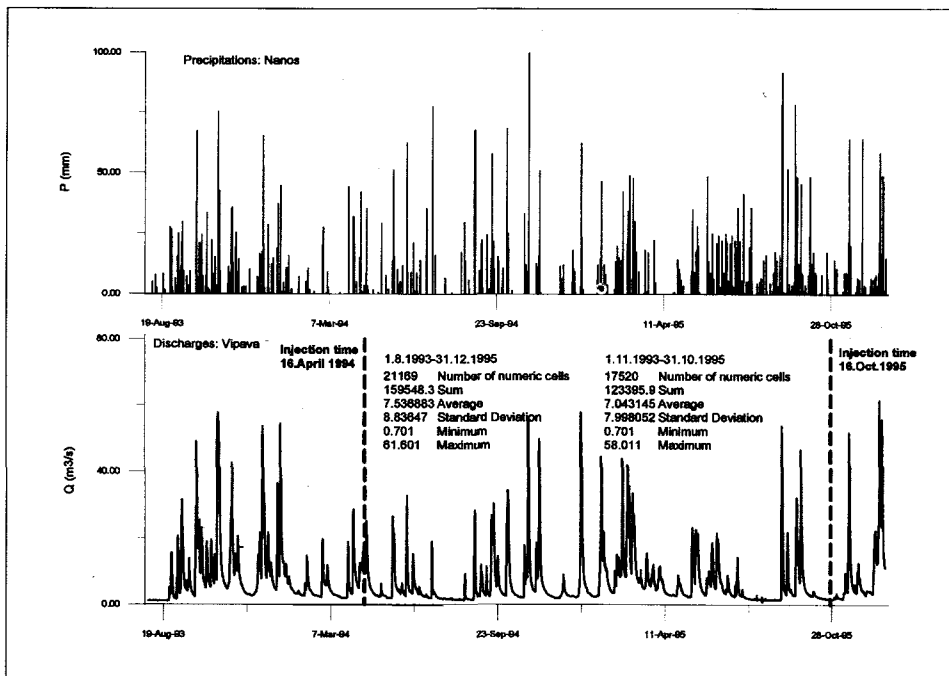 100.00
Precipitations: Nanos
50.00
P (mm)
0.00
19-Aug-93 7-Mar-94 23-Sep-94 11-Apr-95 28-Oct-95
80.00
Discharges: Vipava
Injection time
16.April 1994
1.8.1993-31.12.1995
21169 Number of numeric cells
159548.3 Sum
7.536883 Average
8.83647 Standard Deviation
0.701 Minimum
61.601 Maximum
1.11.1993-31.10.1995
17520 Number of numeric cells
123395.9 Sum
7.043145 Average
7.998052 Standard Deviation
0.701 Minimum
58.011 Maximum
Injection time
16.Oct.1995
40.00
Q (m3/s)
0.00
19-Aug-93 7-Mar-94 23-Sep-94 11-Apr-95 28-Oct-95